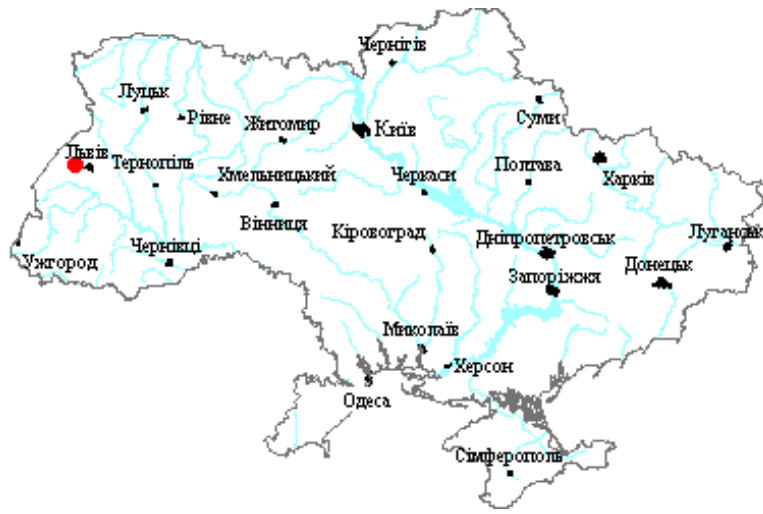 Чернігів
Луцьк
Рівне
Житомир
Київ
Суми
Львів
Тернопіль
Хмельницький
Черкаси
Полтава
Харків
Вінниця
Кіровоград
Дніпропетровськ
Луганськ
Ужгород
Чернівці
Запоріжжя
Донецьк
Миколаїв
Херсон
Одеса
Сімферополь